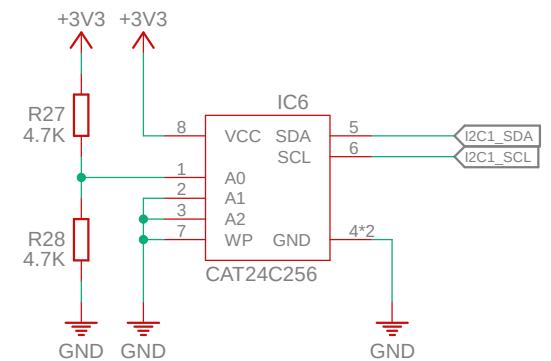 +3V3 +3V3
IC6
R27
4.7K
8 VCC SDA 5 I2C1_SDA
SCL 6 I2C1_SCL
1 A0
2 A1
3 A2
7 WP GND 4*2
R28
4.7K
CAT24C256
GND GND GND